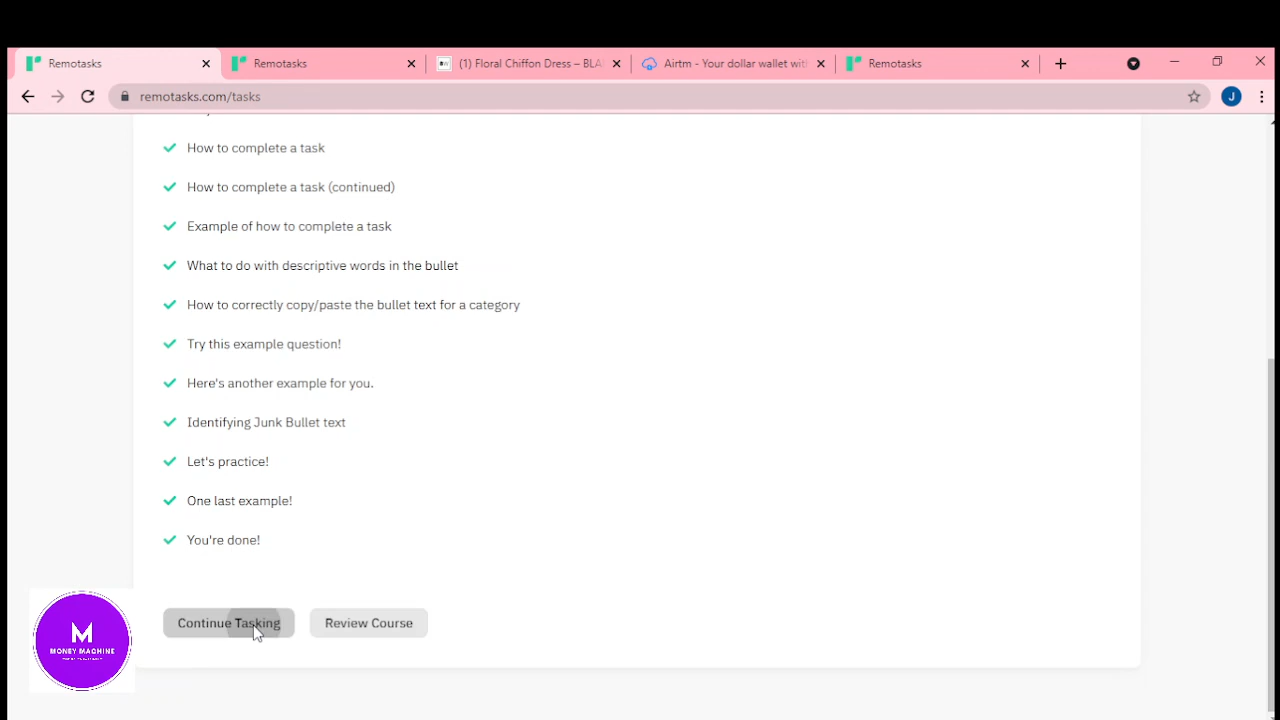 Remotasks
Remotasks
(1) Floral Chiffon Dress – BLA
Airtm - Your dollar wallet wit
Remotasks
remotasks.com/tasks
J
How to complete a task
How to complete a task (continued)
Example of how to complete a task
What to do with descriptive words in the bullet
How to correctly copy/paste the bullet text for a category
Try this example question!
Here's another example for you.
Identifying Junk Bullet text
Let's practice!
One last example!
You're done!
Continue Tasking
Review Course
M
MONEY MACHINE